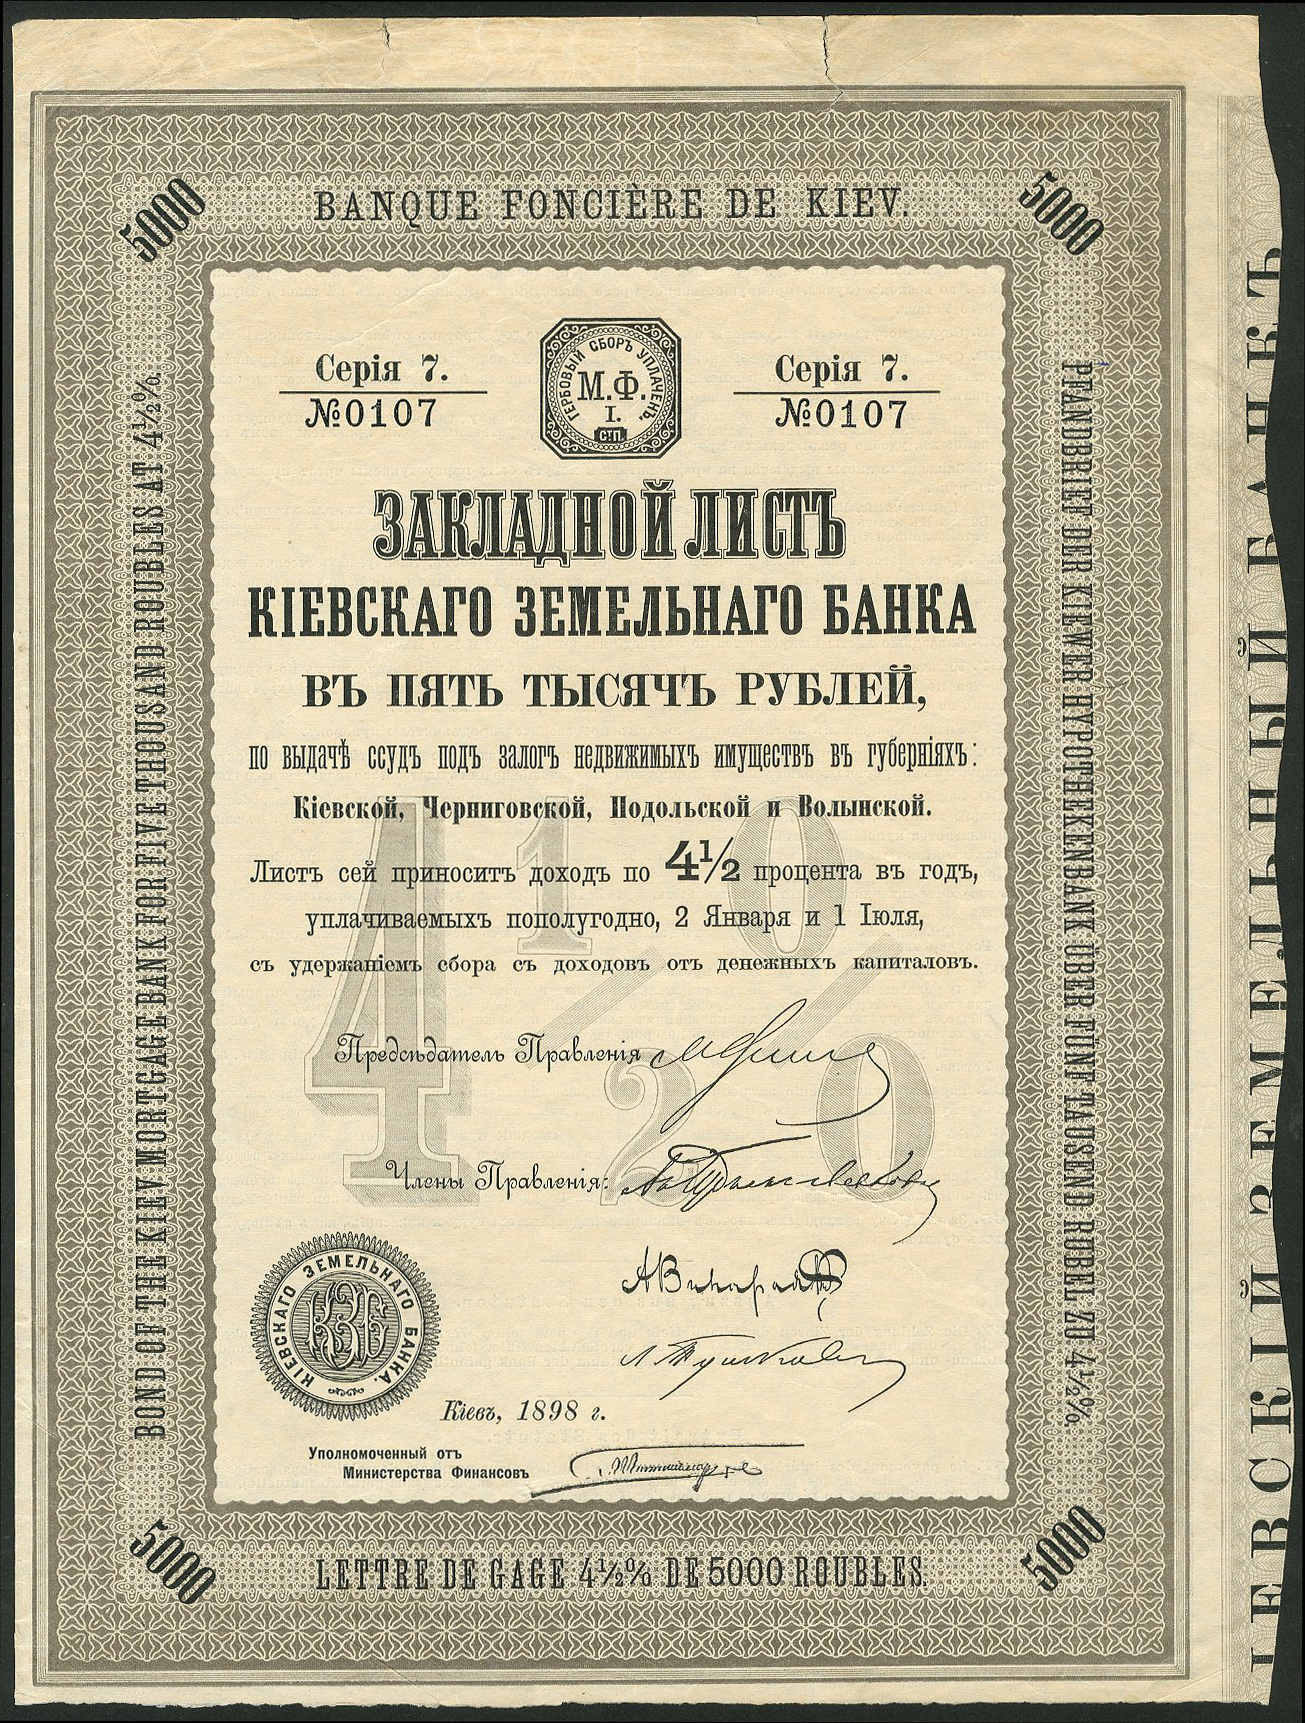 BANQUE FONCIÈRE DE KIEV.
5000
5000
Серія 7.
№0107
ГЕРБОВЫЙ СБОРЪ УПЛАЧЕНЪ.
М.Ф.
I.
С.П.
Серія 7.
№0107
ЗАКЛАДНОЙ ЛИСТЪ
КІЕВСКАГО ЗЕМЕЛЬНАГО БАНКА
ВЪ ПЯТЬ ТЫСЯЧЪ РУБЛЕЙ,
по выдачѣ ссудъ подъ залогъ недвижимыхъ имуществъ въ губерніяхъ:
Кіевской, Черниговской, Подольской и Волынской.
Листъ сей приноситъ доходъ по 4½ процента въ годъ,
уплачиваемыхъ пополугодно, 2 Января и 1 Іюля,
съ удержаніемъ сбора съ доходовъ отъ денежныхъ капиталовъ.
4½%
Предсѣдатель Правленія
Члены Правленія:
КІЕВСКАГО ЗЕМЕЛЬНАГО БАНКА.
КЗБ
Кіевъ, 1898 г.
Уполномоченный отъ
Министерства Финансовъ
BOND OF THE KIEV MORTGAGE BANK FOR FIVE THOUSAND ROUBLES AT 4½%.
PFANDBRIEF DER KIEWER HYPOTHEKENBANK ÜBER FÜNF TAUSEND RUBEL ZU 4½%.
5000
5000
LETTRE DE GAGE 4½% DE 5000 ROUBLES.
ІЕВСКІЙ ЗЕМЕЛЬНЫЙ БАНКЪ